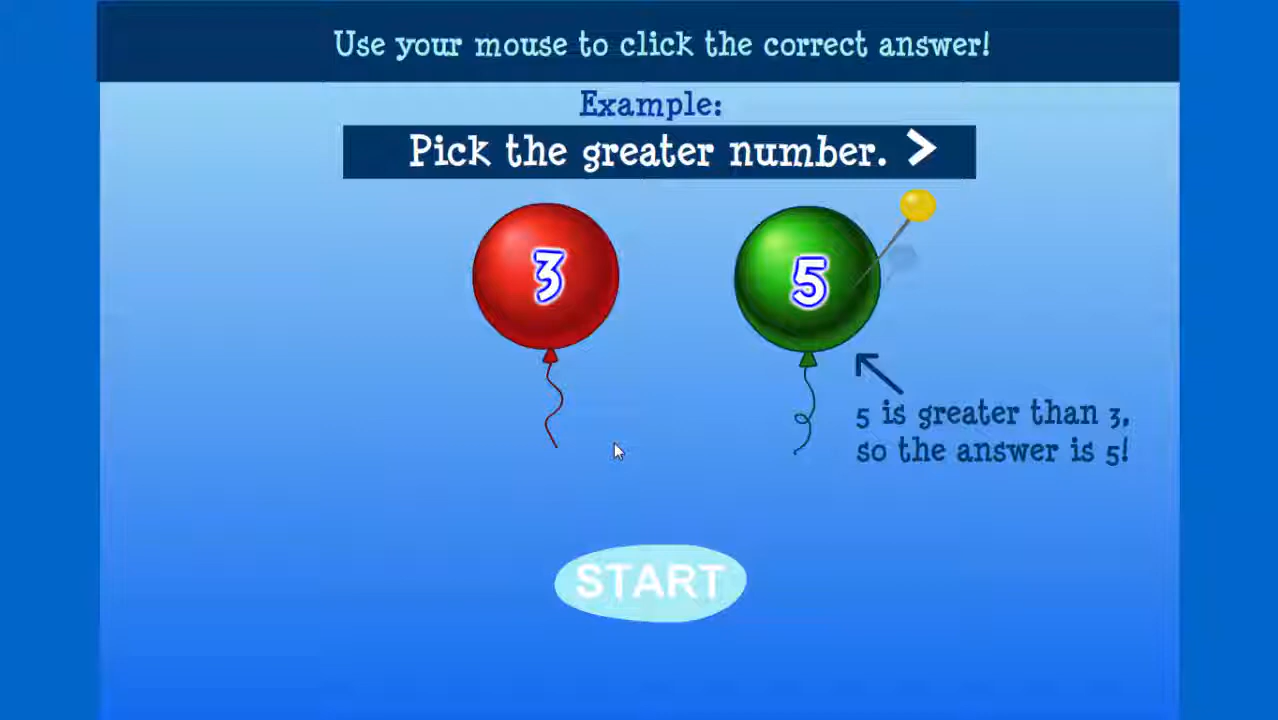 Use your mouse to click the correct answer!
Example:
Pick the greater number. >
3
5
5 is greater than 3,
so the answer is 5!
START